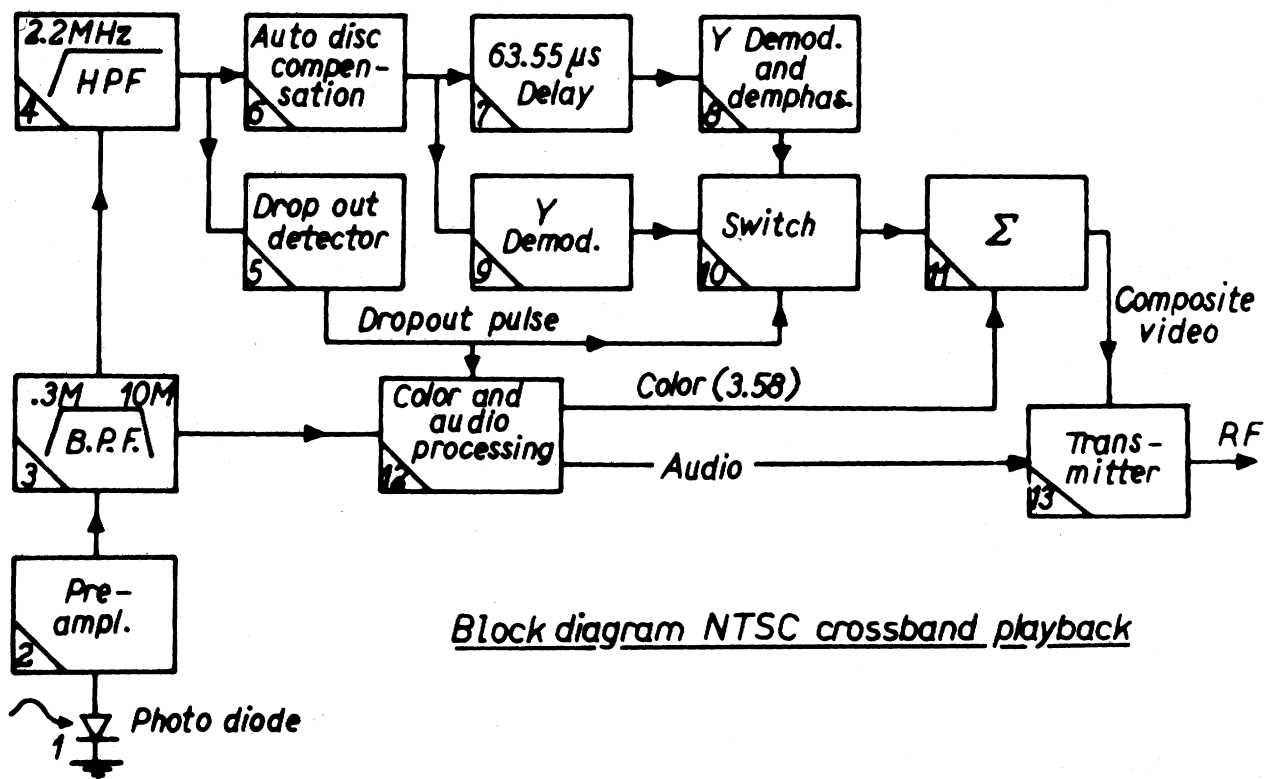 2.2MHz
HPF
4
Auto disc
compen-
sation
6
63.55 µs
Delay
7
Y Demod.
and
demphas.
8
Drop out
detector
5
Y
Demod.
9
Switch
10
Σ
11
Composite
video
Dropout pulse
.3M 10M
B.P.F.
3
Color and
audio
processing
12
Color (3.58)
Audio
Trans-
mitter
13
RF
Pre-
ampl.
2
Block diagram NTSC crossband playback
Photo diode
1